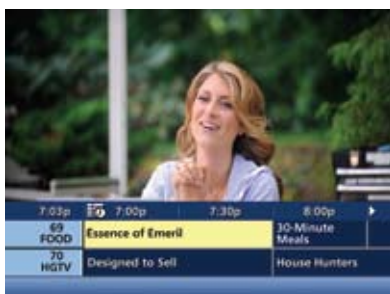 7:03p 7:00p 7:30p 8:00p
69 FOOD Essence of Emeril 30-Minute Meals
70 HGTV Designed to Sell House Hunters